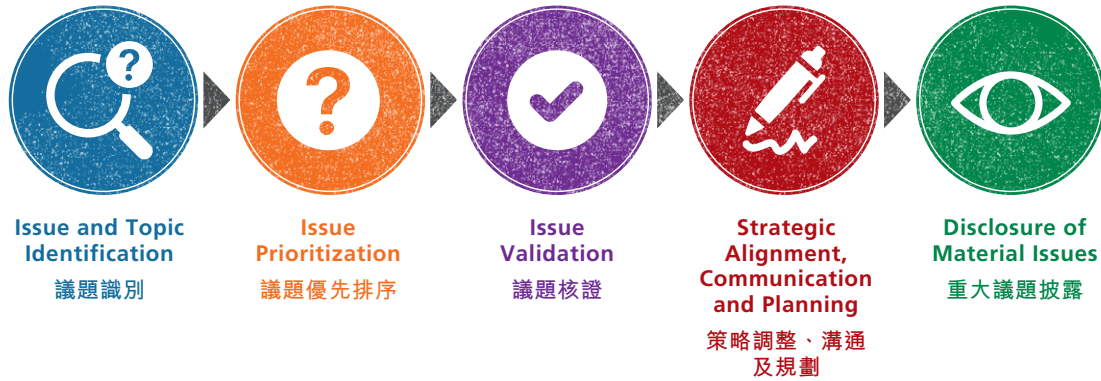 ?
?
Issue and Topic
Identification
議題識別
Issue
Prioritization
議題優先排序
Issue
Validation
議題核證
Strategic
Alignment,
Communication
and Planning
策略調整、溝通
及規劃
Disclosure of
Material Issues
重大議題披露